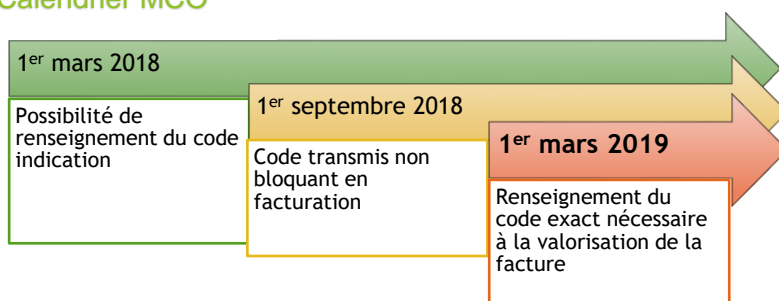 Calendrier MCO
1er mars 2018
Possibilité de
renseignement du code
indication
1er septembre 2018
Code transmis non
bloquant en
facturation
1er mars 2019
Renseignement du
code exact nécessaire
à la valorisation de la
facture